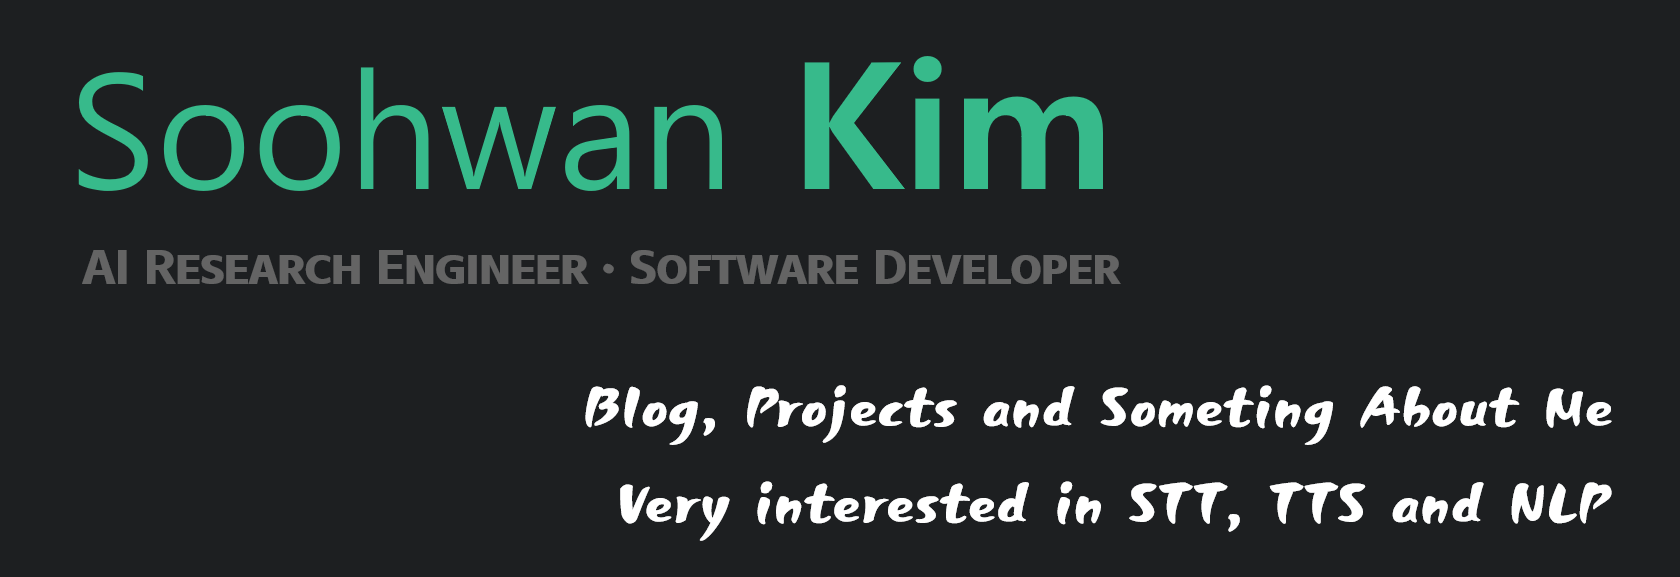 Soohwan Kim
AI Research Engineer · Software Developer
Blog, Projects and Someting About Me
Very interested in STT, TTS and NLP